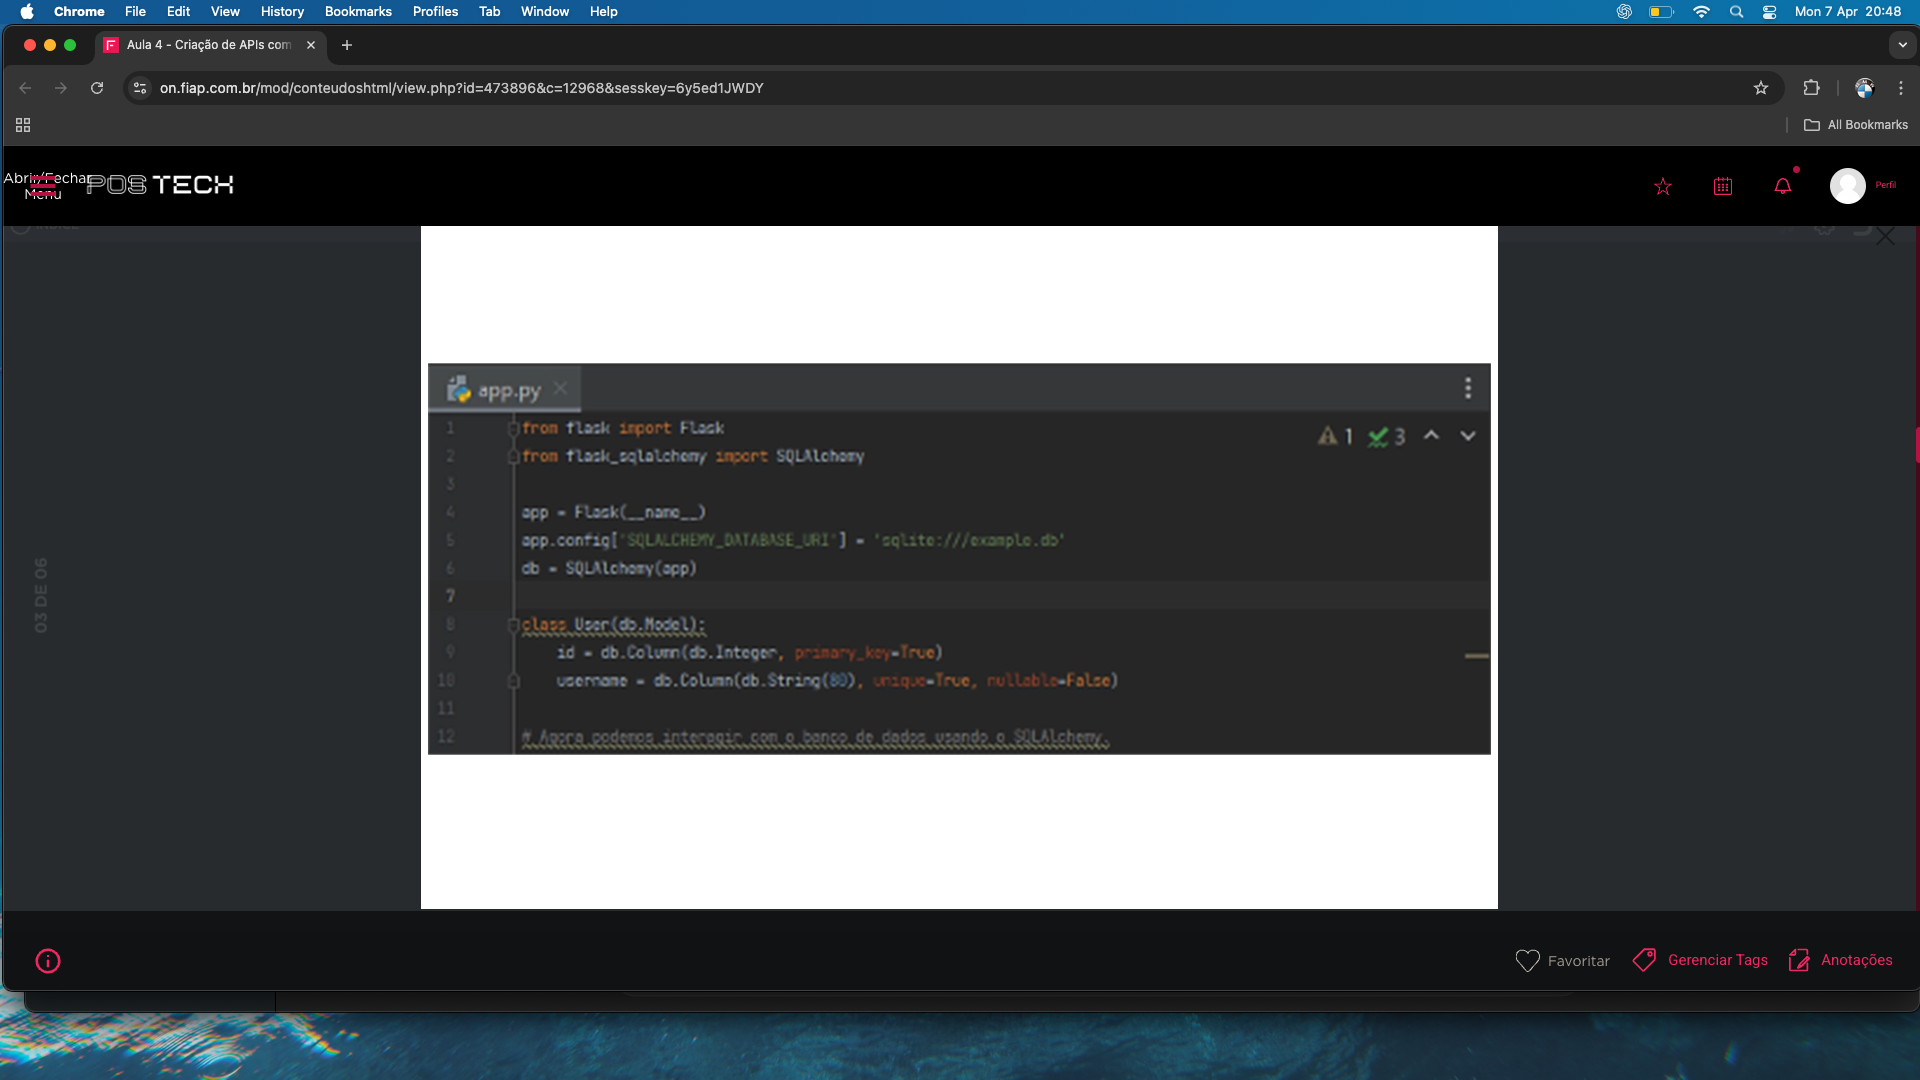 Chrome File Edit View History Bookmarks Profiles Tab Window Help Mon 7 Apr 20:48
Aula 4 - Criação de APIs com
on.fiap.com.br/mod/conteudoshtml/view.php?id=473896&c=12968&sesskey=6y5ed1JWDY
All Bookmarks
Abrir/Fechar Menu
POS TECH
Perfil
ÍNDICE
03 DE 06
app.py
1 3
1 from flask import Flask
2 from flask_sqlalchemy import SQLAlchemy
3
4 app = Flask(__name__)
5 app.config['SQLALCHEMY_DATABASE_URI'] = 'sqlite:///example.db'
6 db = SQLAlchemy(app)
7
8 class User(db.Model):
9 id = db.Column(db.Integer, primary_key=True)
10 username = db.Column(db.String(80), unique=True, nullable=False)
11
12 # Agora podemos interagir com o banco de dados usando o SQLAlchemy.
Favoritar Gerenciar Tags Anotações